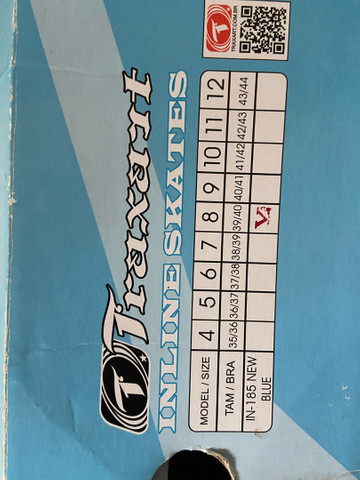 TRAXART.COM.BR
Traxart
INLINE SKATES
MODEL / SIZE 4 5 6 7 8 9 10 11 12
TAM / BRA 35/36 36/37 37/38 38/39 39/40 40/41 41/42 42/43 43/44
IN-185 NEW
BLUE